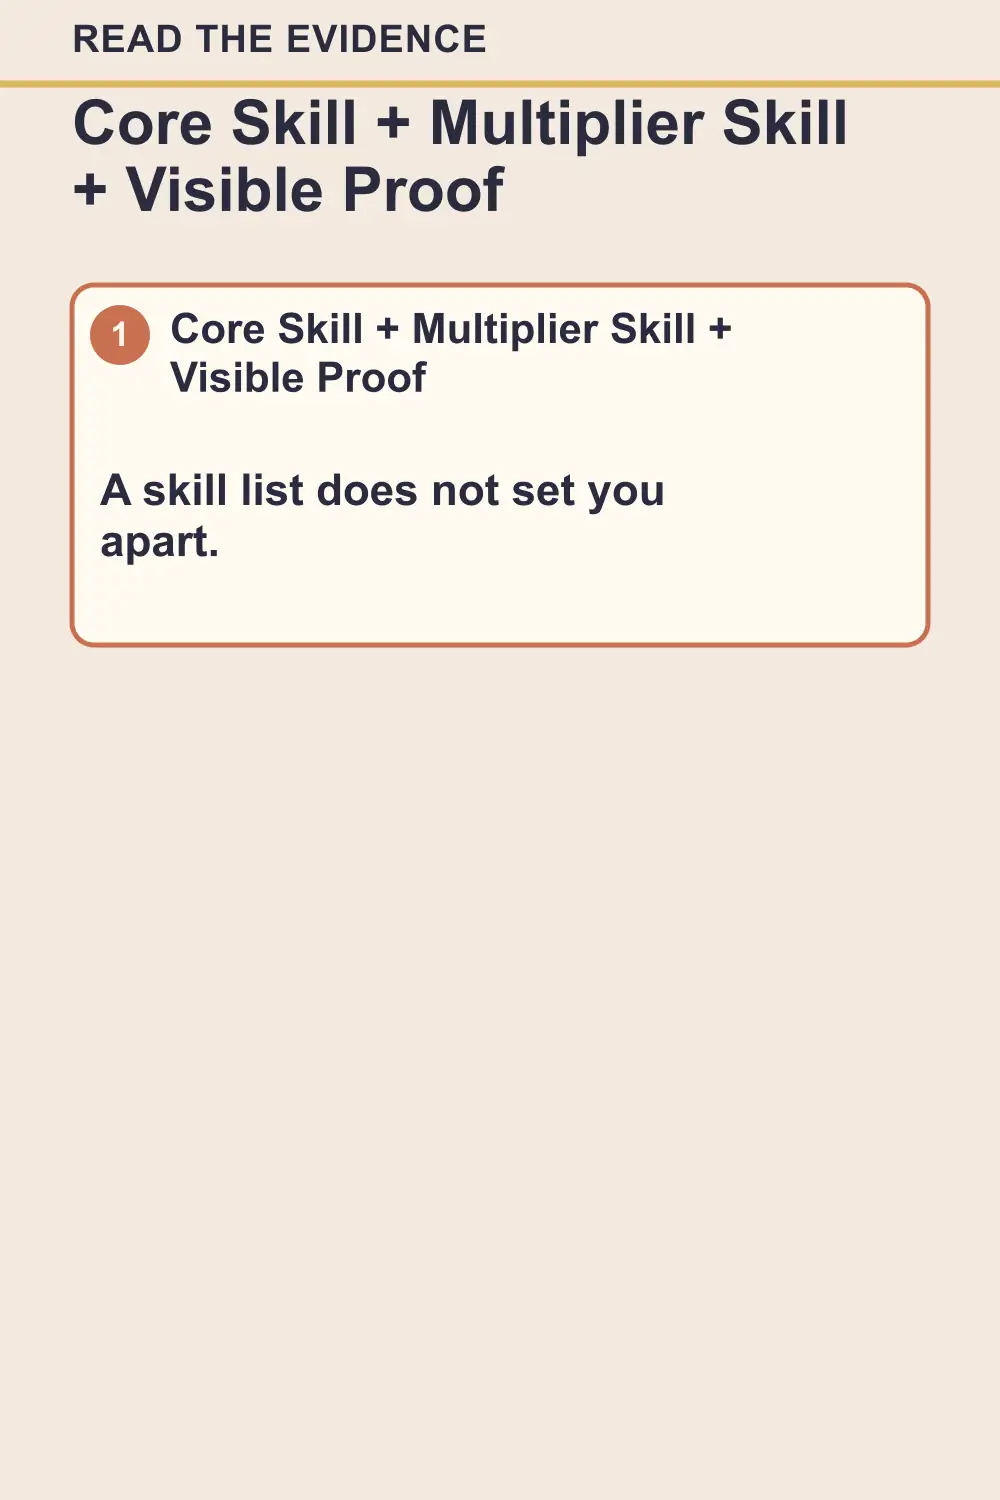 READ THE EVIDENCE
Core Skill + Multiplier Skill
+ Visible Proof
1
Core Skill + Multiplier Skill +
Visible Proof
A skill list does not set you
apart.